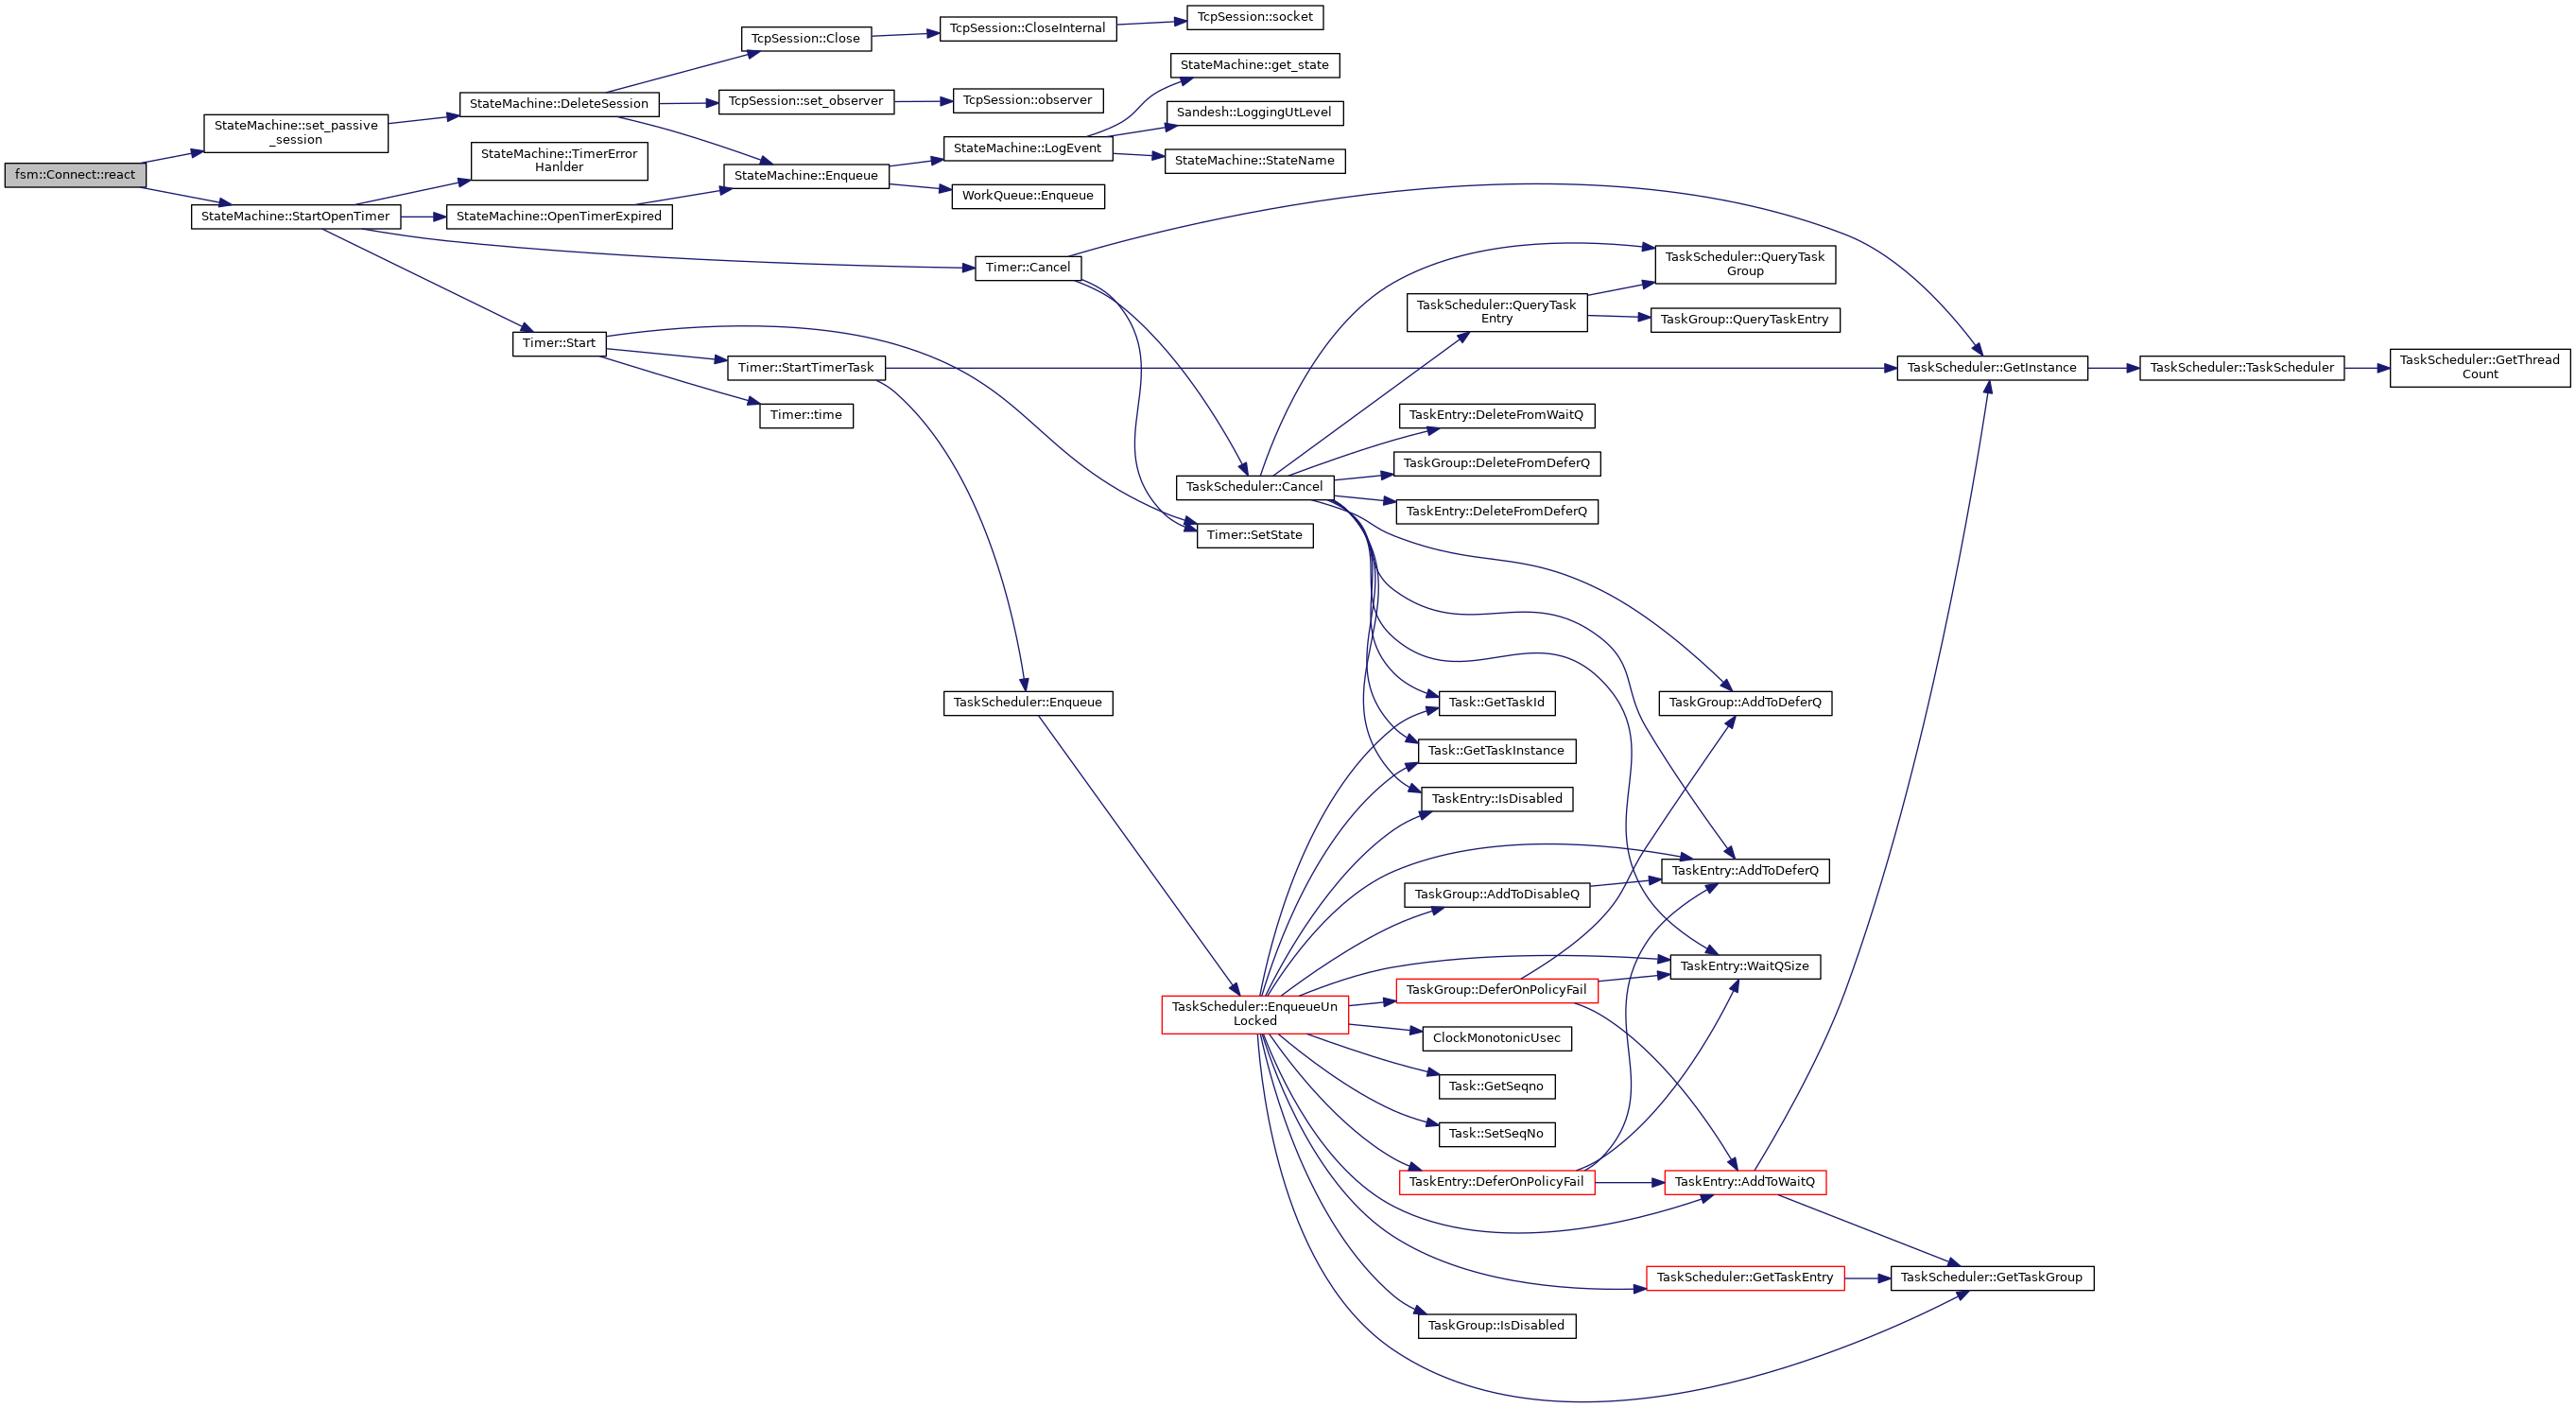 fsm::Connect::react
StateMachine::set_passive
_session
StateMachine::DeleteSession
TcpSession::Close
TcpSession::CloseInternal
TcpSession::socket
TcpSession::set_observer
TcpSession::observer
StateMachine::Enqueue
StateMachine::LogEvent
StateMachine::get_state
Sandesh::LoggingUtLevel
StateMachine::StateName
WorkQueue::Enqueue
StateMachine::StartOpenTimer
StateMachine::TimerError
Hanlder
StateMachine::OpenTimerExpired
Timer::Cancel
Timer::Start
Timer::StartTimerTask
Timer::time
TaskScheduler::Cancel
Timer::SetState
TaskScheduler::QueryTask
Group
TaskScheduler::QueryTask
Entry
TaskGroup::QueryTaskEntry
TaskScheduler::GetInstance
TaskScheduler::TaskScheduler
TaskScheduler::GetThread
Count
TaskEntry::DeleteFromWaitQ
TaskGroup::DeleteFromDeferQ
TaskEntry::DeleteFromDeferQ
TaskScheduler::Enqueue
Task::GetTaskId
TaskGroup::AddToDeferQ
Task::GetTaskInstance
TaskEntry::IsDisabled
TaskEntry::AddToDeferQ
TaskGroup::AddToDisableQ
TaskEntry::WaitQSize
TaskGroup::DeferOnPolicyFail
TaskScheduler::EnqueueUn
Locked
ClockMonotonicUsec
Task::GetSeqno
Task::SetSeqNo
TaskEntry::DeferOnPolicyFail
TaskEntry::AddToWaitQ
TaskScheduler::GetTaskEntry
TaskScheduler::GetTaskGroup
TaskGroup::IsDisabled